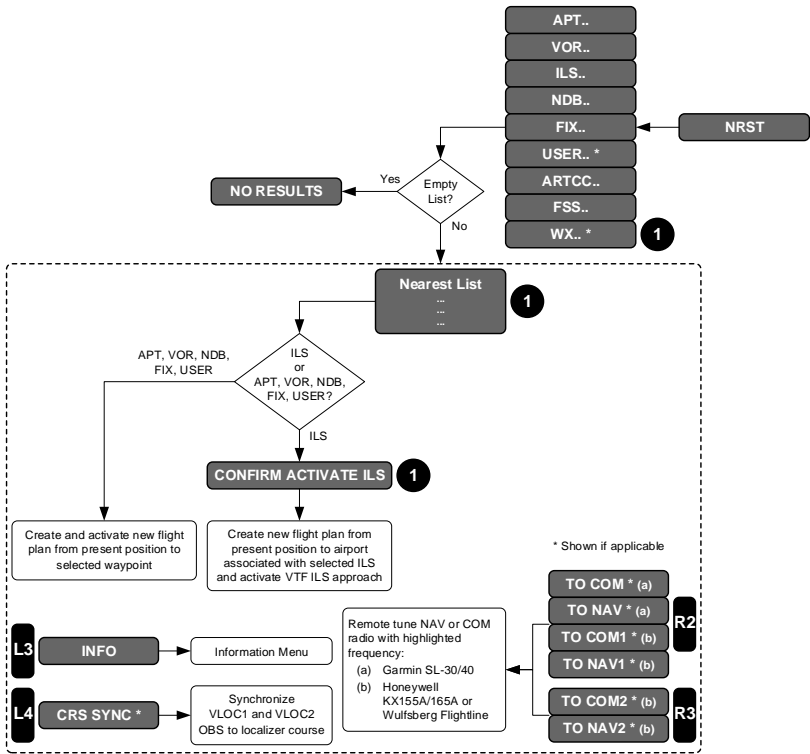 APT..
VOR..
ILS..
NDB..
FIX..
USER.. *
ARTCC..
FSS..
WX.. *
1
NRST
Yes
Empty
List?
NO RESULTS
No
Nearest List
...
...
...
1
APT, VOR, NDB,
FIX, USER
ILS
or
APT, VOR, NDB,
FIX, USER?
ILS
CONFIRM ACTIVATE ILS
1
Create and activate new flight
plan from present position to
selected waypoint
Create new flight plan from
present position to airport
associated with selected ILS
and activate VTF ILS approach
* Shown if applicable
TO COM * (a)
TO NAV * (a)
TO COM1 * (b)
TO NAV1 * (b)
R2
TO COM2 * (b)
TO NAV2 * (b)
R3
Remote tune NAV or COM
radio with highlighted
frequency:
(a) Garmin SL-30/40
(b) Honeywell
KX155A/165A or
Wulfsberg Flightline
L3
INFO
Information Menu
L4
CRS SYNC *
Synchronize
VLOC1 and VLOC2
OBS to localizer course